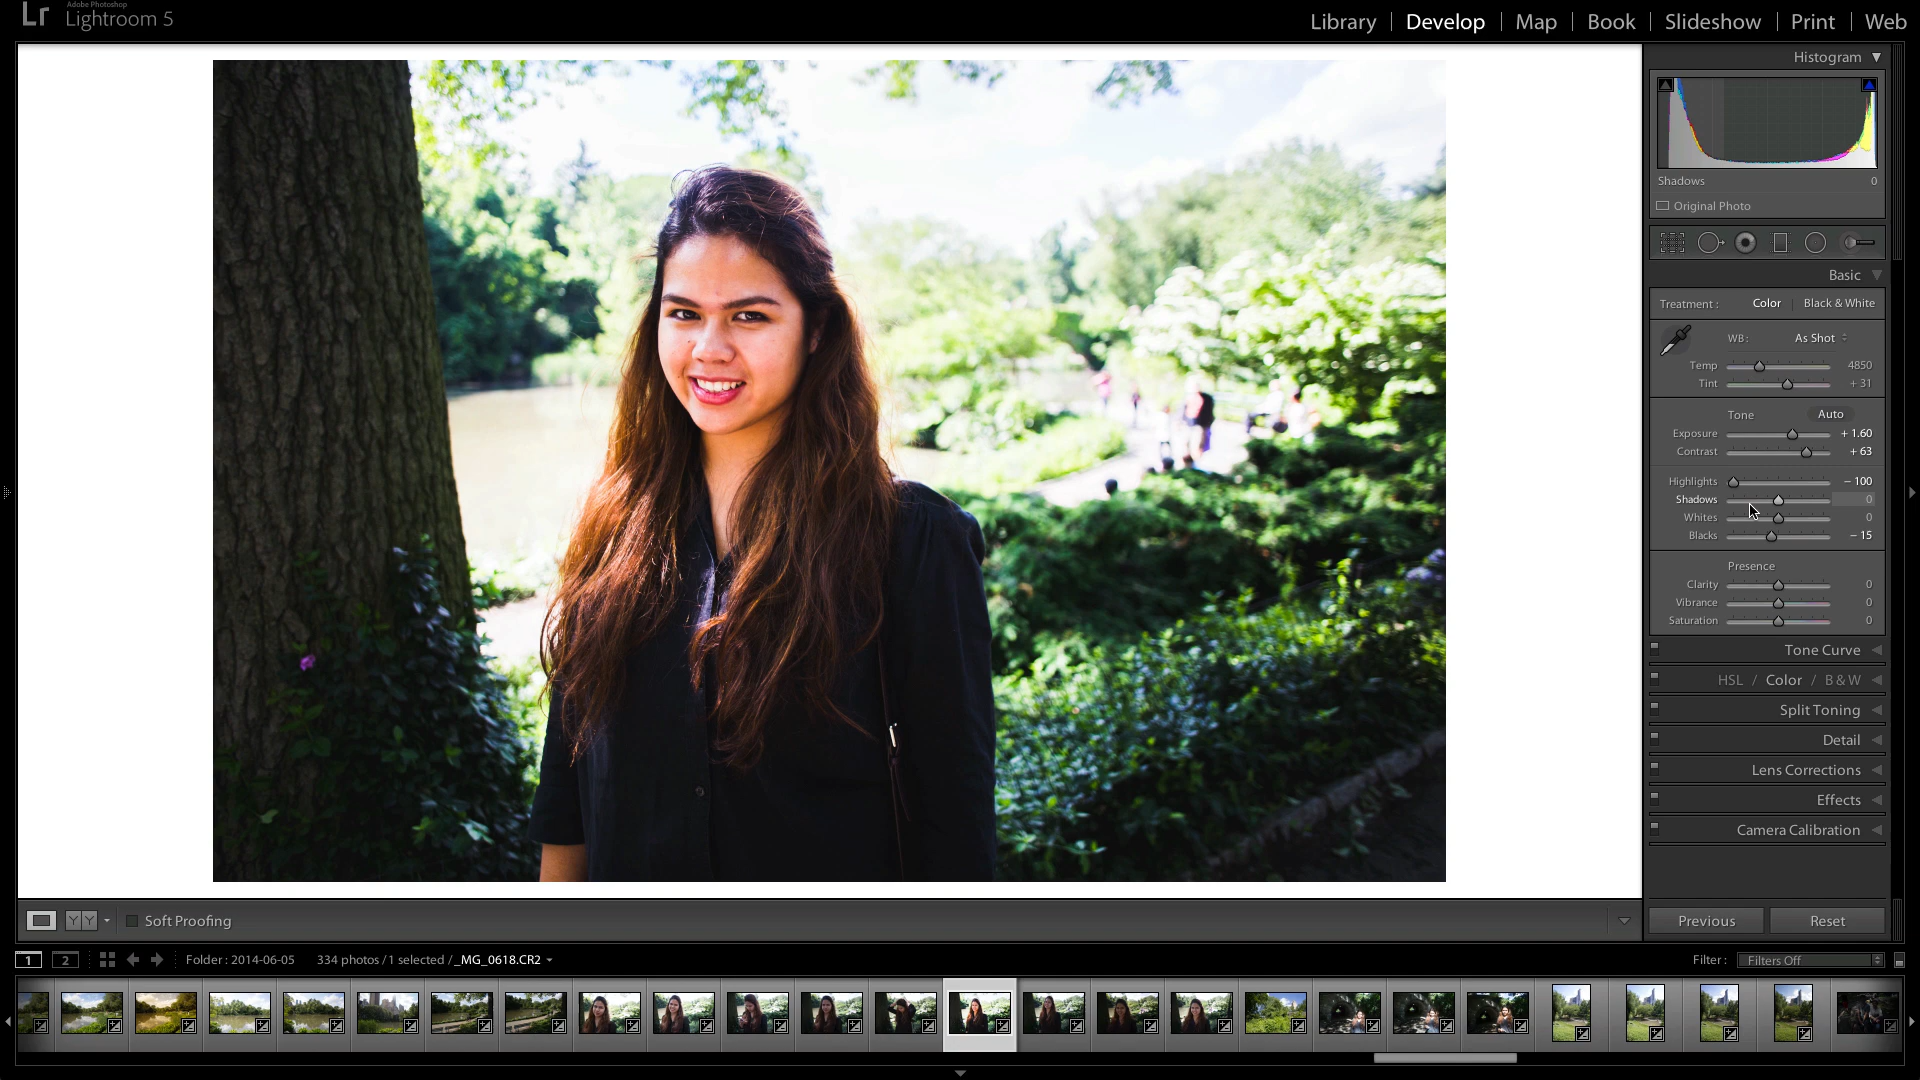 Adobe Photoshop
Lr Lightroom 5
Library | Develop | Map | Book | Slideshow | Print | Web
Histogram
Shadows 0
Original Photo
Basic
Treatment : Color | Black & White
WB : As Shot
Temp 4850
Tint + 31
Tone Auto
Exposure + 1.60
Contrast + 63
Highlights − 100
Shadows 0
Whites 0
Blacks − 15
Presence
Clarity 0
Vibrance 0
Saturation 0
Tone Curve
HSL / Color / B & W
Split Toning
Detail
Lens Corrections
Effects
Camera Calibration
Y Y Soft Proofing
Previous Reset
1 2 Folder : 2014-06-05 334 photos / 1 selected / _MG_0618.CR2
Filter : Filters Off